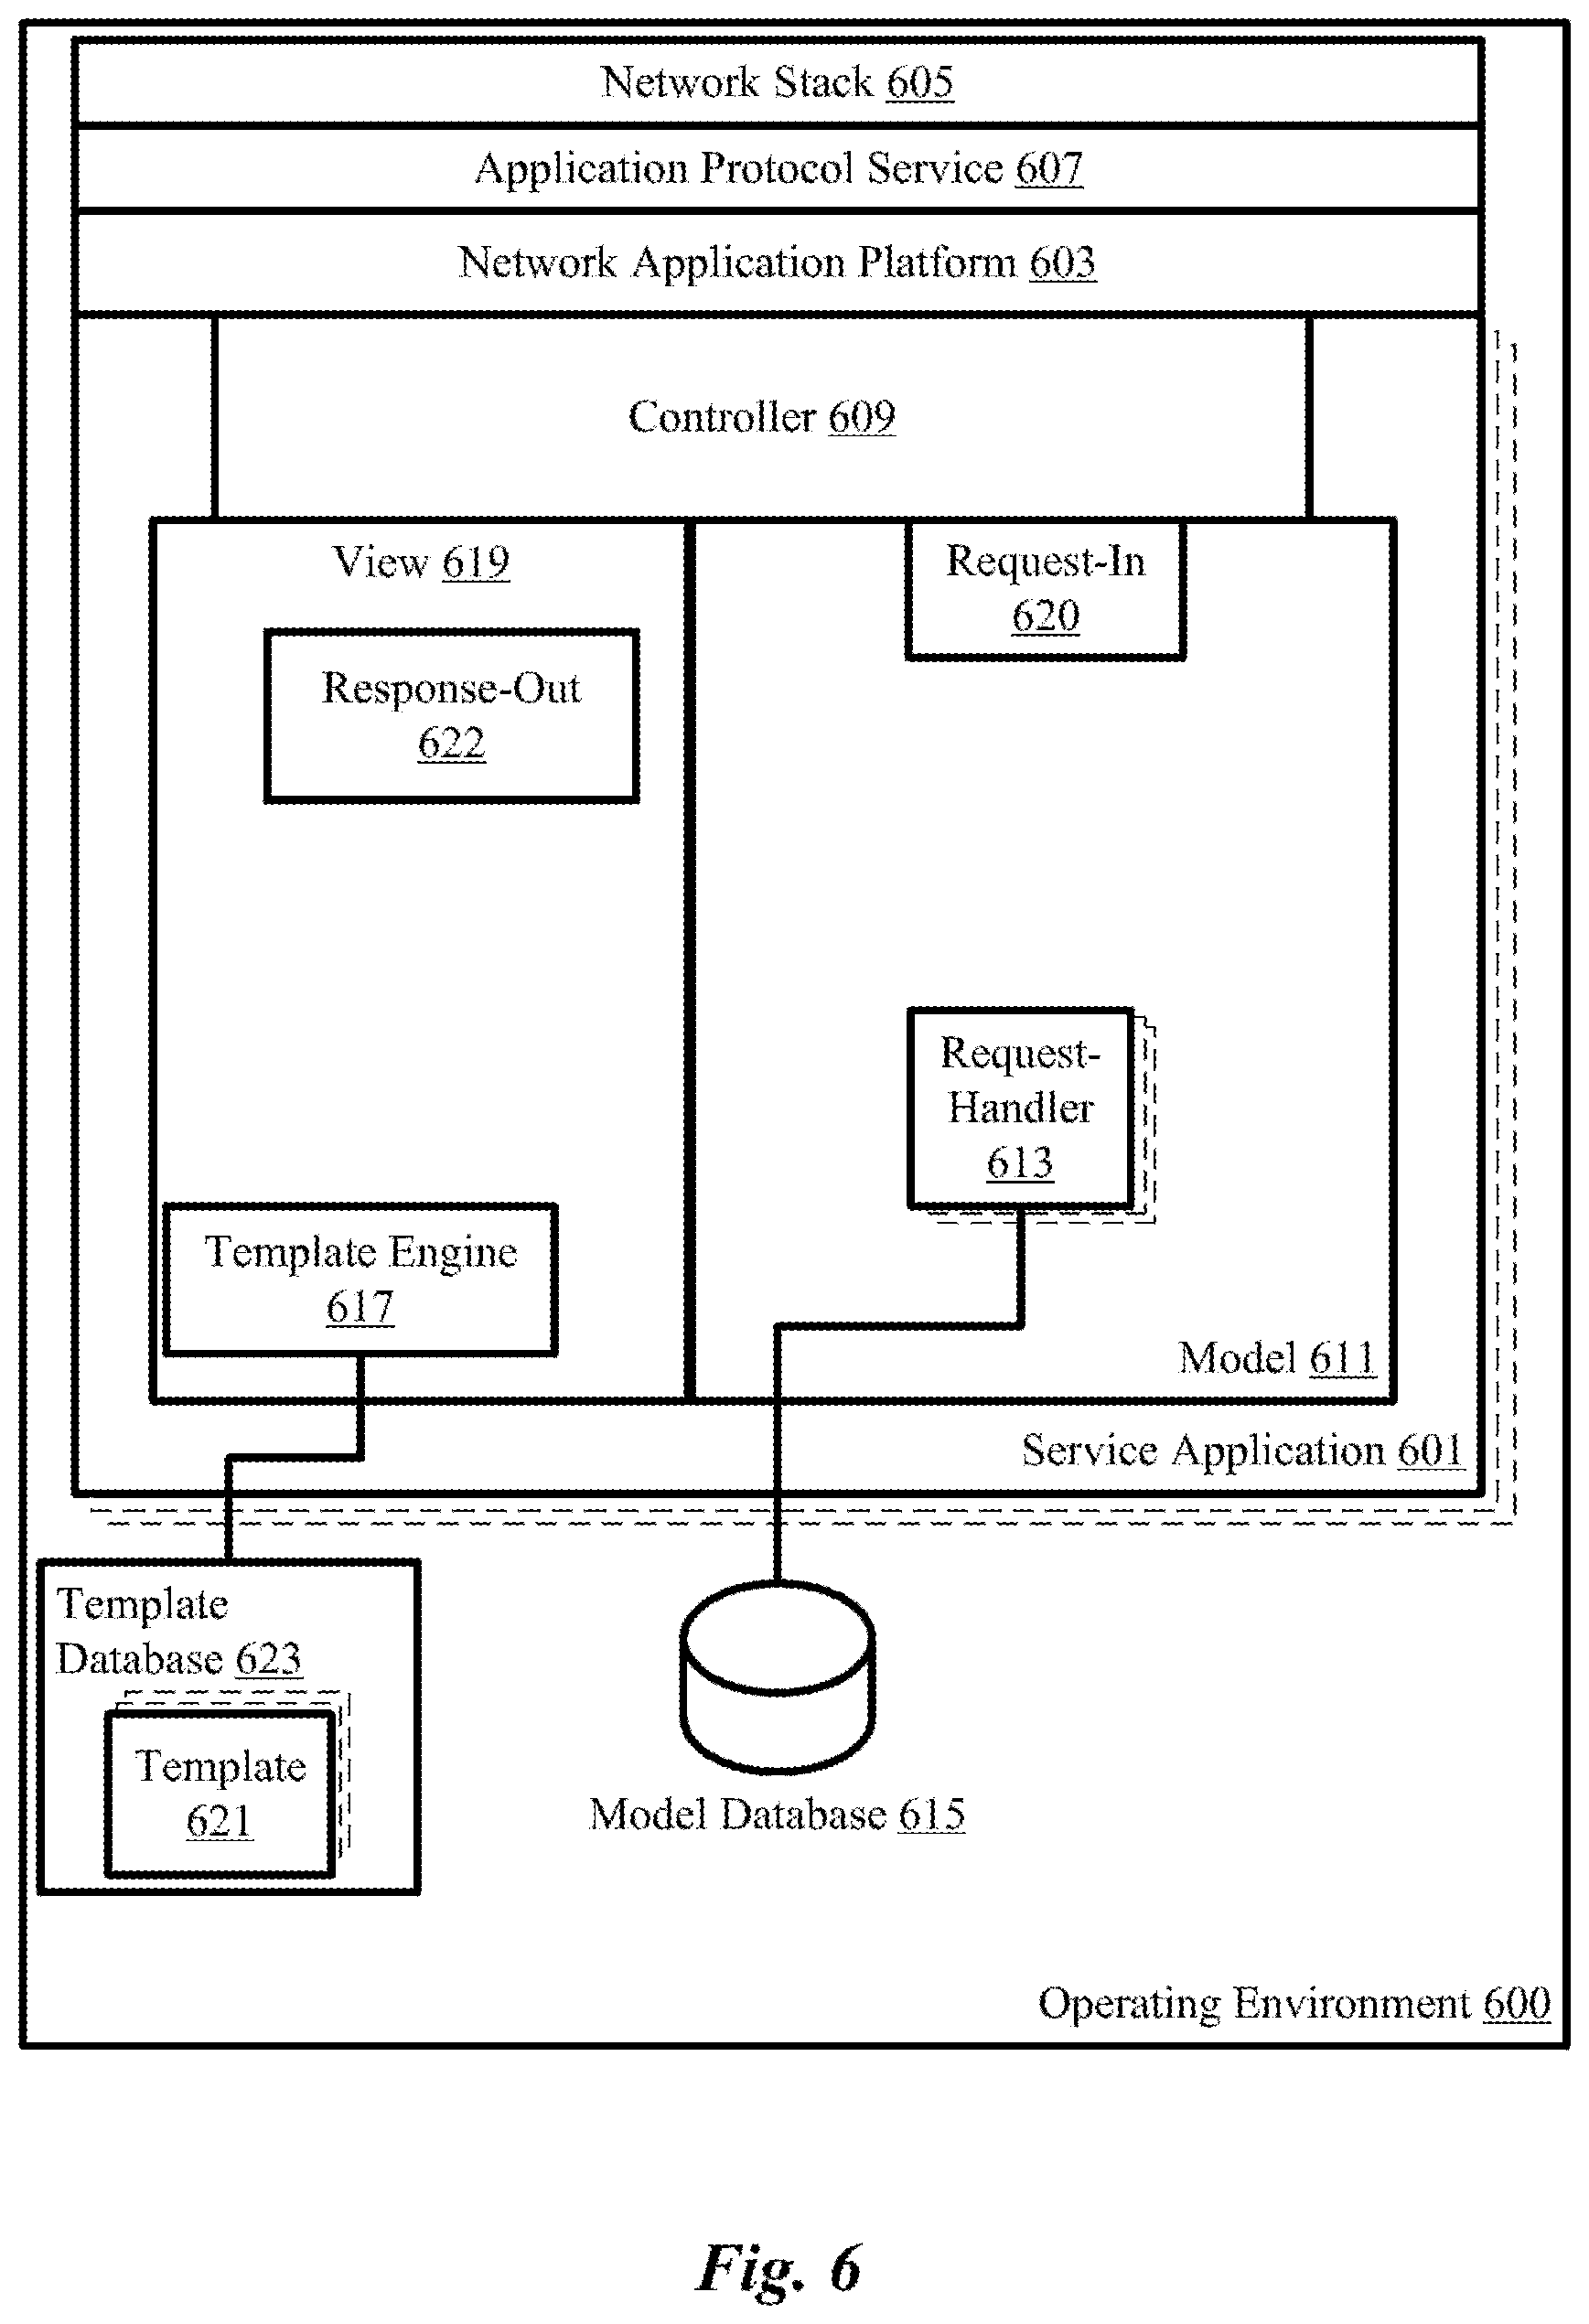 Network Stack 605
Application Protocol Service 607
Network Application Platform 603
Controller 609
View 619
Request-In
620
Response-Out
622
Request-
Handler
613
Template Engine
617
Model 611
Service Application 601
Template
Database 623
Template
621
Model Database 615
Operating Environment 600
Fig. 6